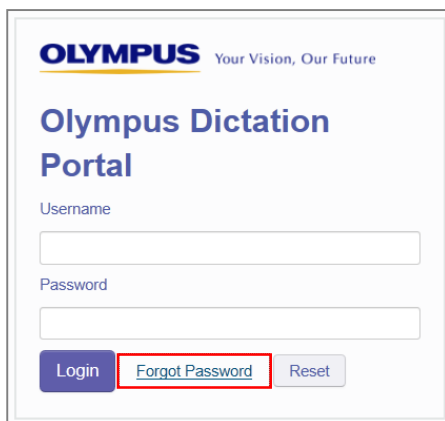 OLYMPUS Your Vision, Our Future
Olympus Dictation
Portal
Username
Password
Login Forgot Password Reset